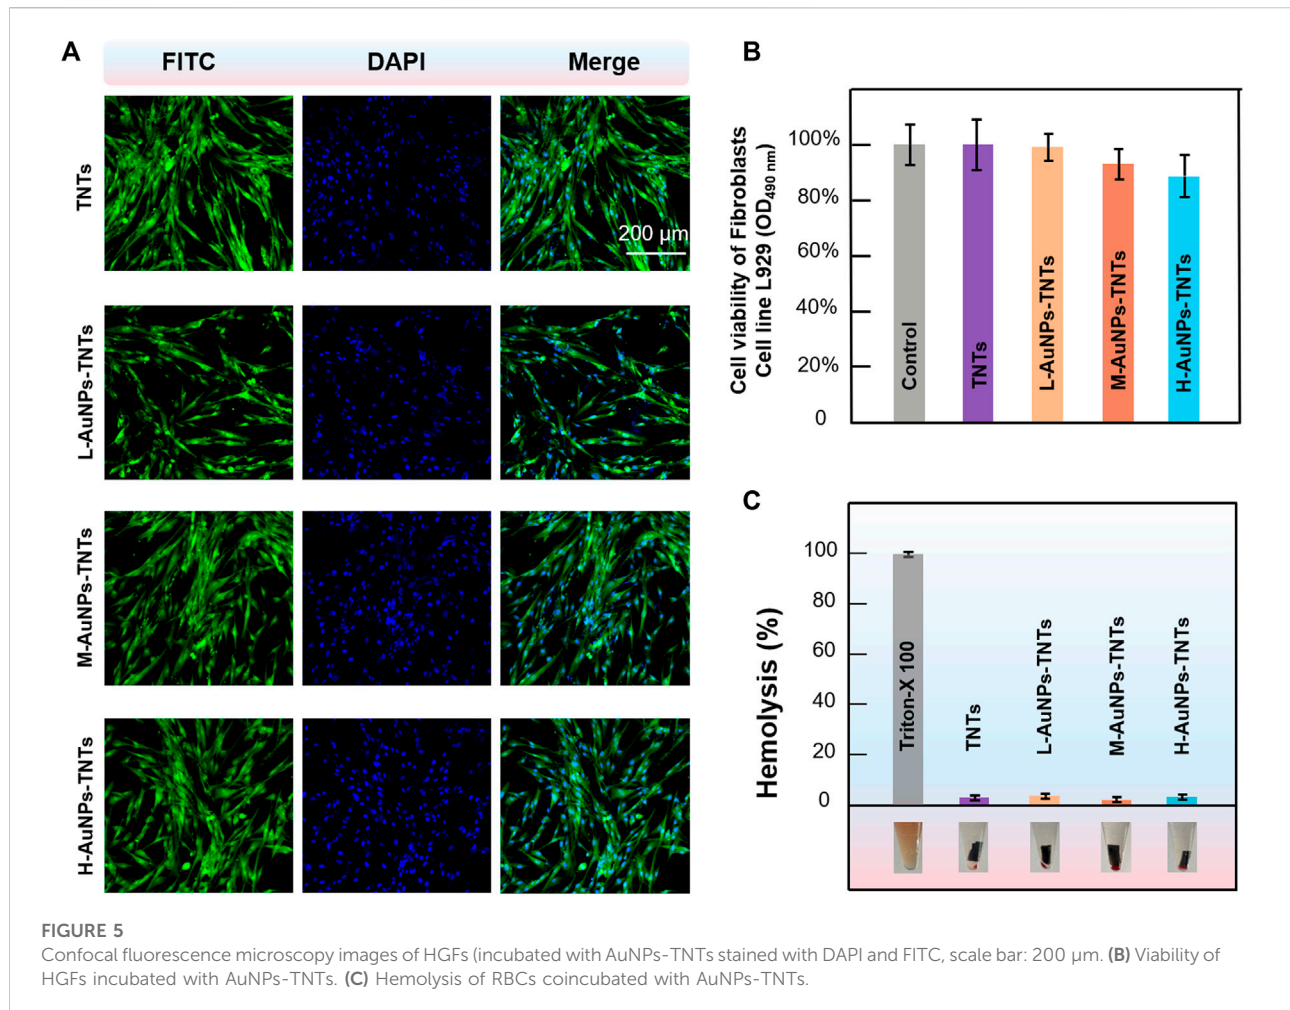 A
FITC
DAPI
Merge
TNTs
200 µm
L-AuNPs-TNTs
M-AuNPs-TNTs
H-AuNPs-TNTs
B
Cell viability of Fibroblasts
Cell line L929 (OD490 nm)
100%
80%
60%
40%
20%
0
Control
TNTs
L-AuNPs-TNTs
M-AuNPs-TNTs
H-AuNPs-TNTs
C
Hemolysis (%)
100
80
60
40
20
0
Triton-X 100
TNTs
L-AuNPs-TNTs
M-AuNPs-TNTs
H-AuNPs-TNTs
FIGURE 5
Confocal fluorescence microscopy images of HGFs (incubated with AuNPs-TNTs stained with DAPI and FITC, scale bar: 200 µm. (B) Viability of
HGFs incubated with AuNPs-TNTs. (C) Hemolysis of RBCs coincubated with AuNPs-TNTs.